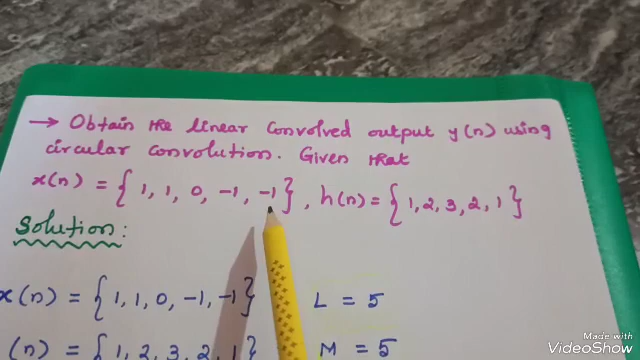 → Obtain the linear convolved output y(n) using
circular convolution. Given that
x(n) = { 1, 1, 0, -1, -1 } , h(n) = { 1, 2, 3, 2, 1 }
Solution:
x(n) = { 1, 1, 0, -1, -1 } L = 5
(n) = { 1, 2, 3, 2, 1 } M = 5
Made with
VideoShow